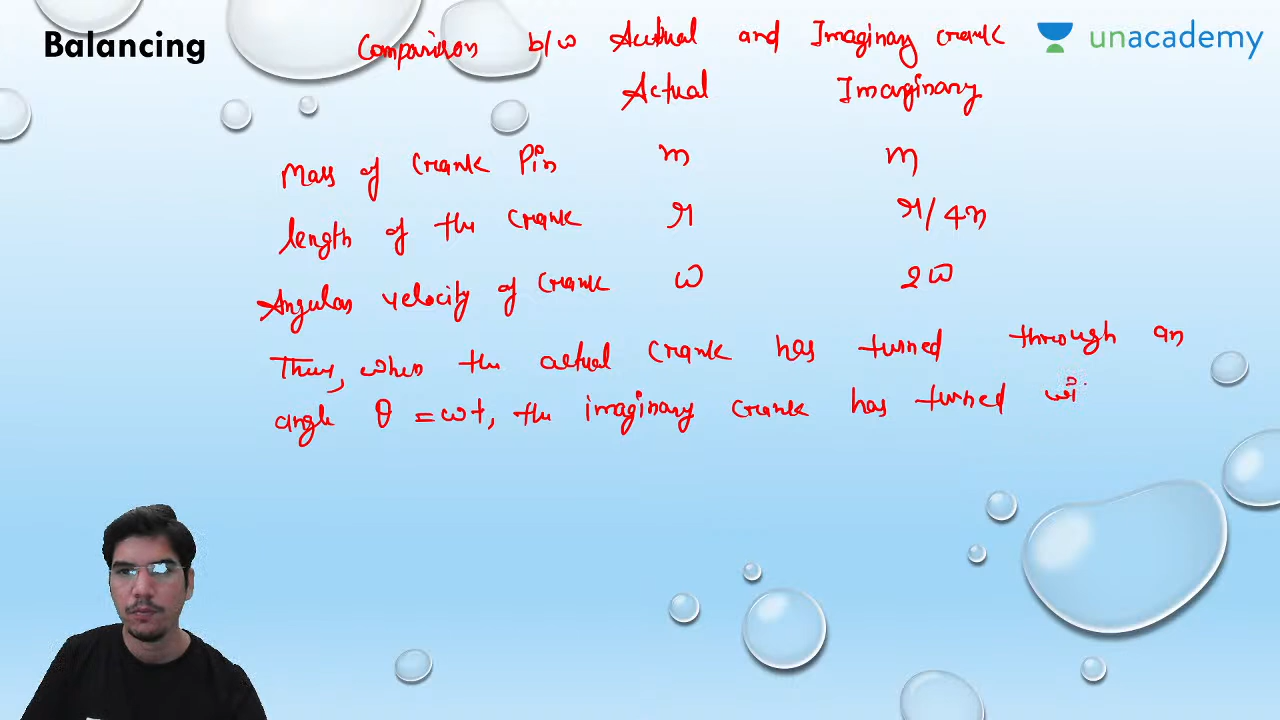 Balancing
Comparison b/w Actual and Imaginary crank
unacademy
Actual Imaginary
Mass of Crank Pin m m
length of the Crank r r/4n
Angular velocity of Crank ω 2ω
Thus, when the actual Crank has turned through an
angle θ = ωt, the imaginary crank has turned wi